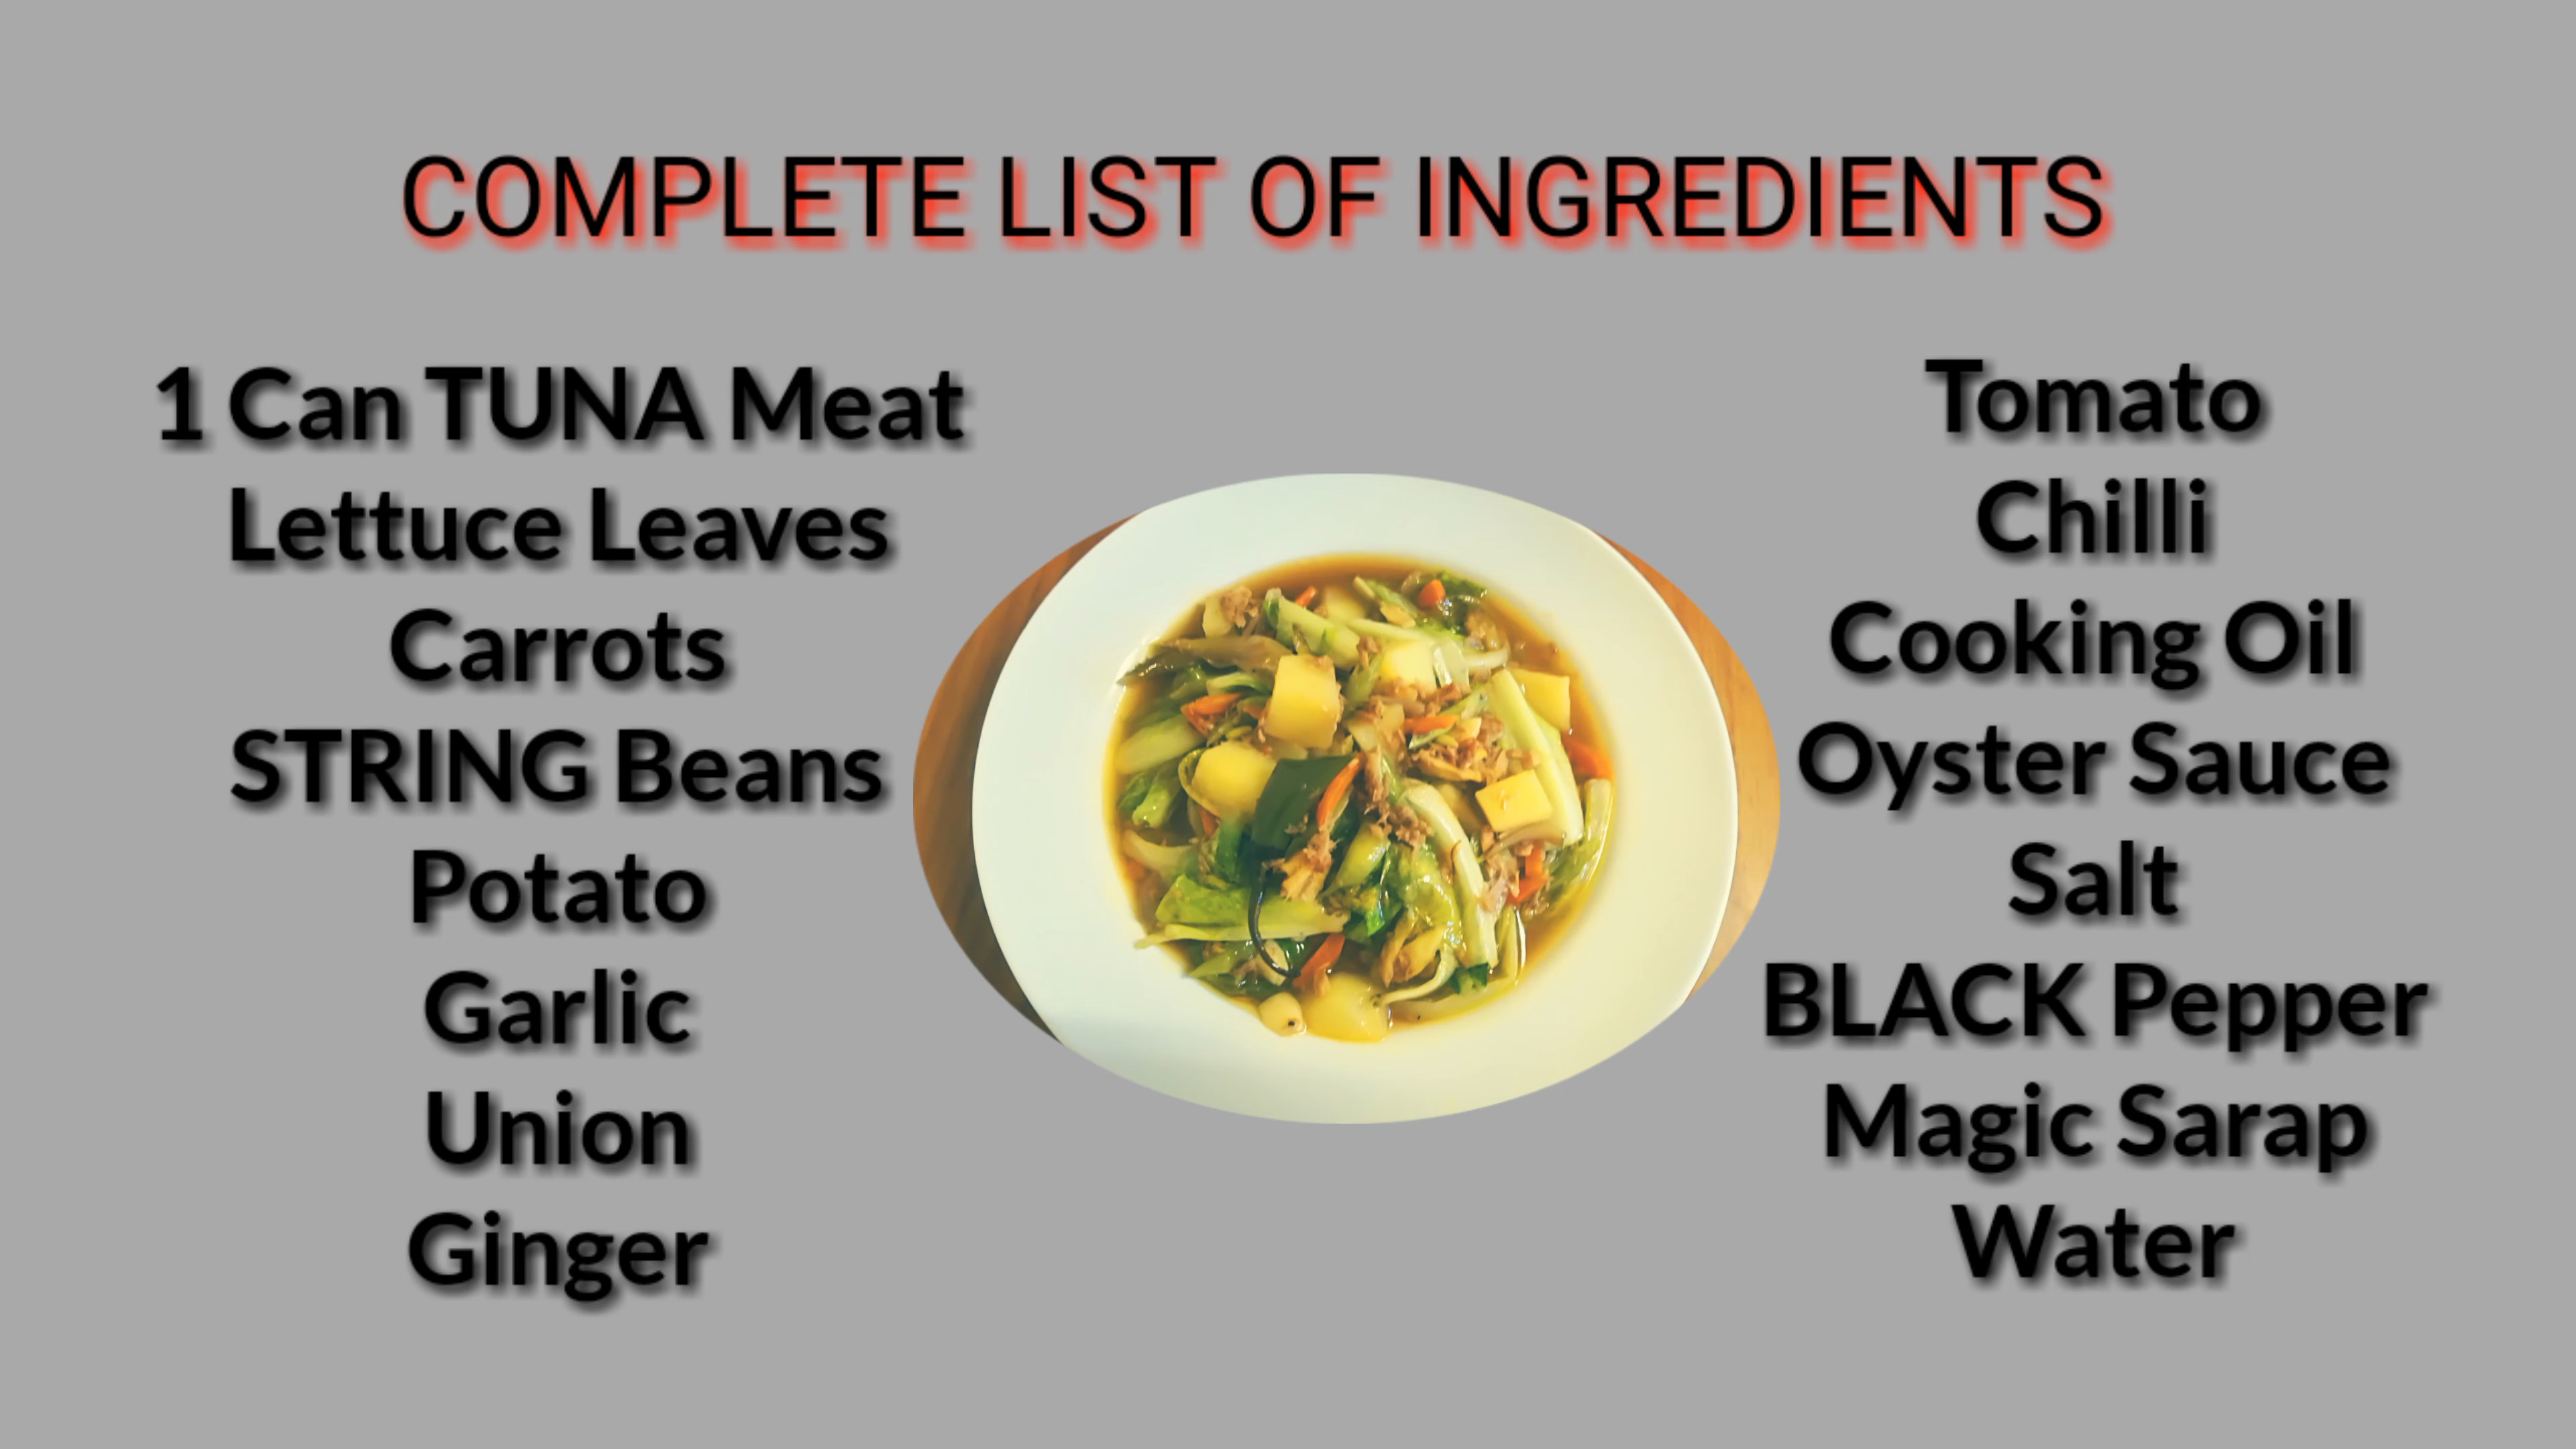 COMPLETE LIST OF INGREDIENTS
1 Can TUNA Meat
Lettuce Leaves
Carrots
STRING Beans
Potato
Garlic
Union
Ginger
Tomato
Chilli
Cooking Oil
Oyster Sauce
Salt
BLACK Pepper
Magic Sarap
Water